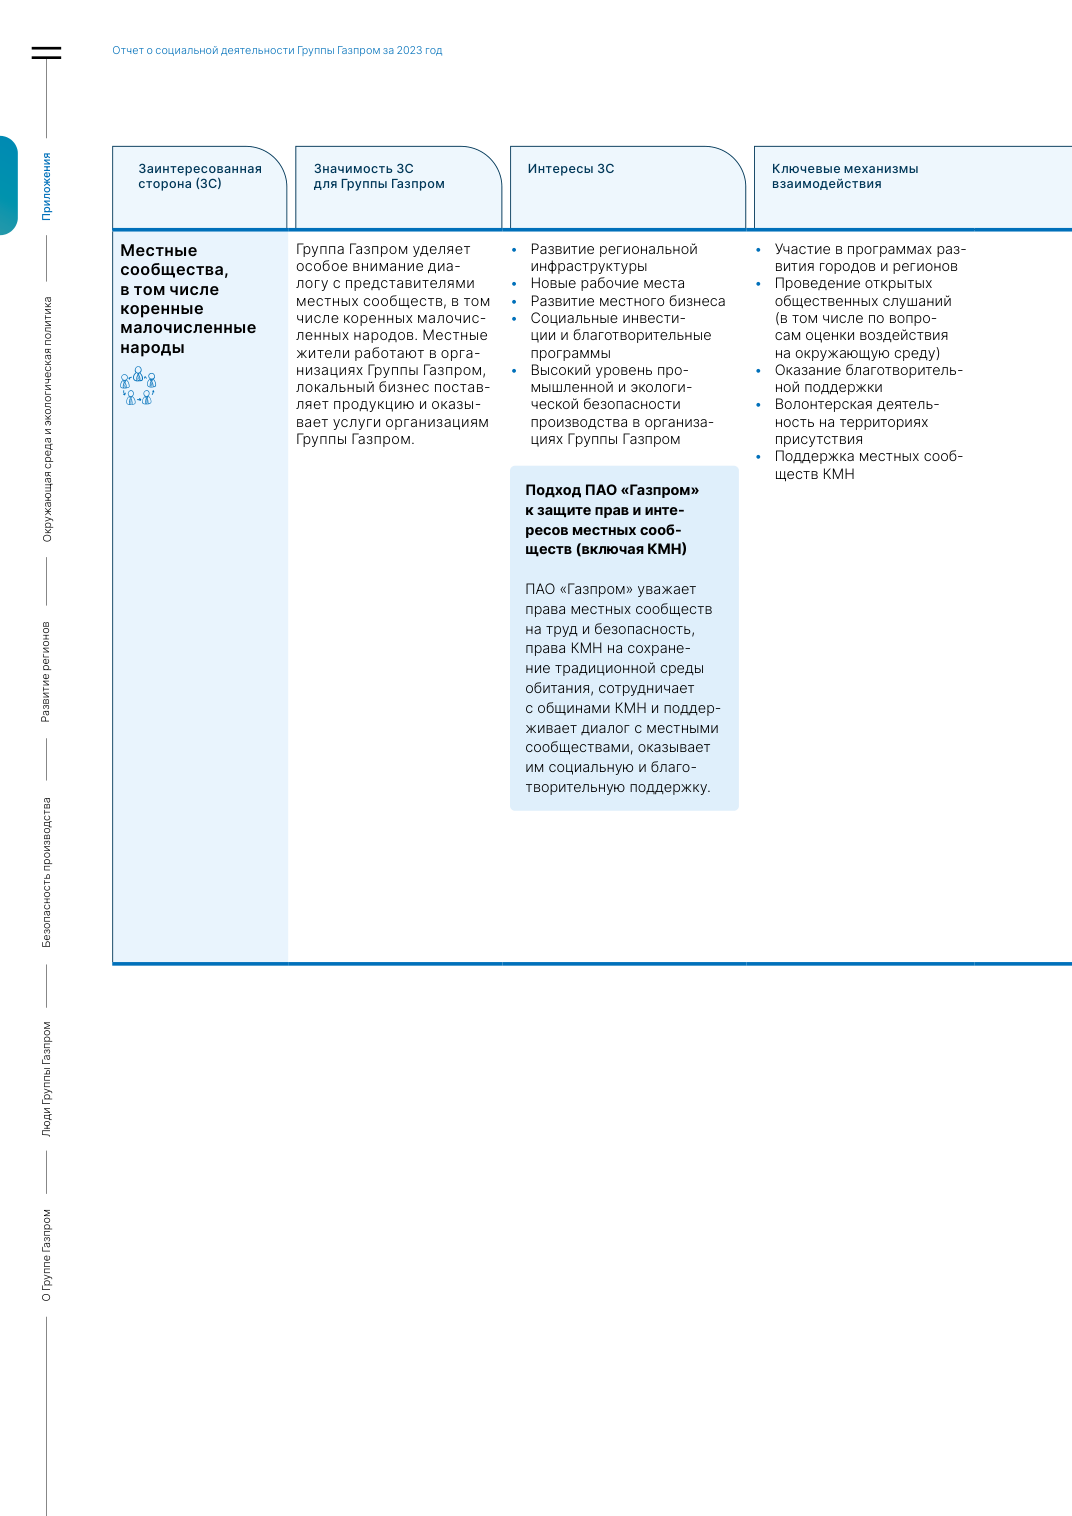 Отчет о социальной деятельности Группы Газпром за 2023 год
Приложения
Окружающая среда и экологическая политика
Развитие регионов
Безопасность производства
Люди Группы Газпром
О Группе Газпром
Заинтересованная
сторона (ЗС)
Значимость ЗС
для Группы Газпром
Интересы ЗС
Ключевые механизмы
взаимодействия
Местные
сообщества,
в том числе
коренные
малочисленные
народы
Группа Газпром уделяет
особое внимание диа-
логу с представителями
местных сообществ, в том
числе коренных малочис-
ленных народов. Местные
жители работают в орга-
низациях Группы Газпром,
локальный бизнес постав-
ляет продукцию и оказы-
вает услуги организациям
Группы Газпром.
• Развитие региональной
инфраструктуры
• Новые рабочие места
• Развитие местного бизнеса
• Социальные инвести-
ции и благотворительные
программы
• Высокий уровень про-
мышленной и экологи-
ческой безопасности
производства в организа-
циях Группы Газпром
Подход ПАО «Газпром»
к защите прав и инте-
ресов местных сооб-
ществ (включая КМН)
ПАО «Газпром» уважает
права местных сообществ
на труд и безопасность,
права КМН на сохране-
ние традиционной среды
обитания, сотрудничает
с общинами КМН и поддер-
живает диалог с местными
сообществами, оказывает
им социальную и благо-
творительную поддержку.
• Участие в программах раз-
вития городов и регионов
• Проведение открытых
общественных слушаний
(в том числе по вопро-
сам оценки воздействия
на окружающую среду)
• Оказание благотворитель-
ной поддержки
• Волонтерская деятель-
ность на территориях
присутствия
• Поддержка местных сооб-
ществ КМН